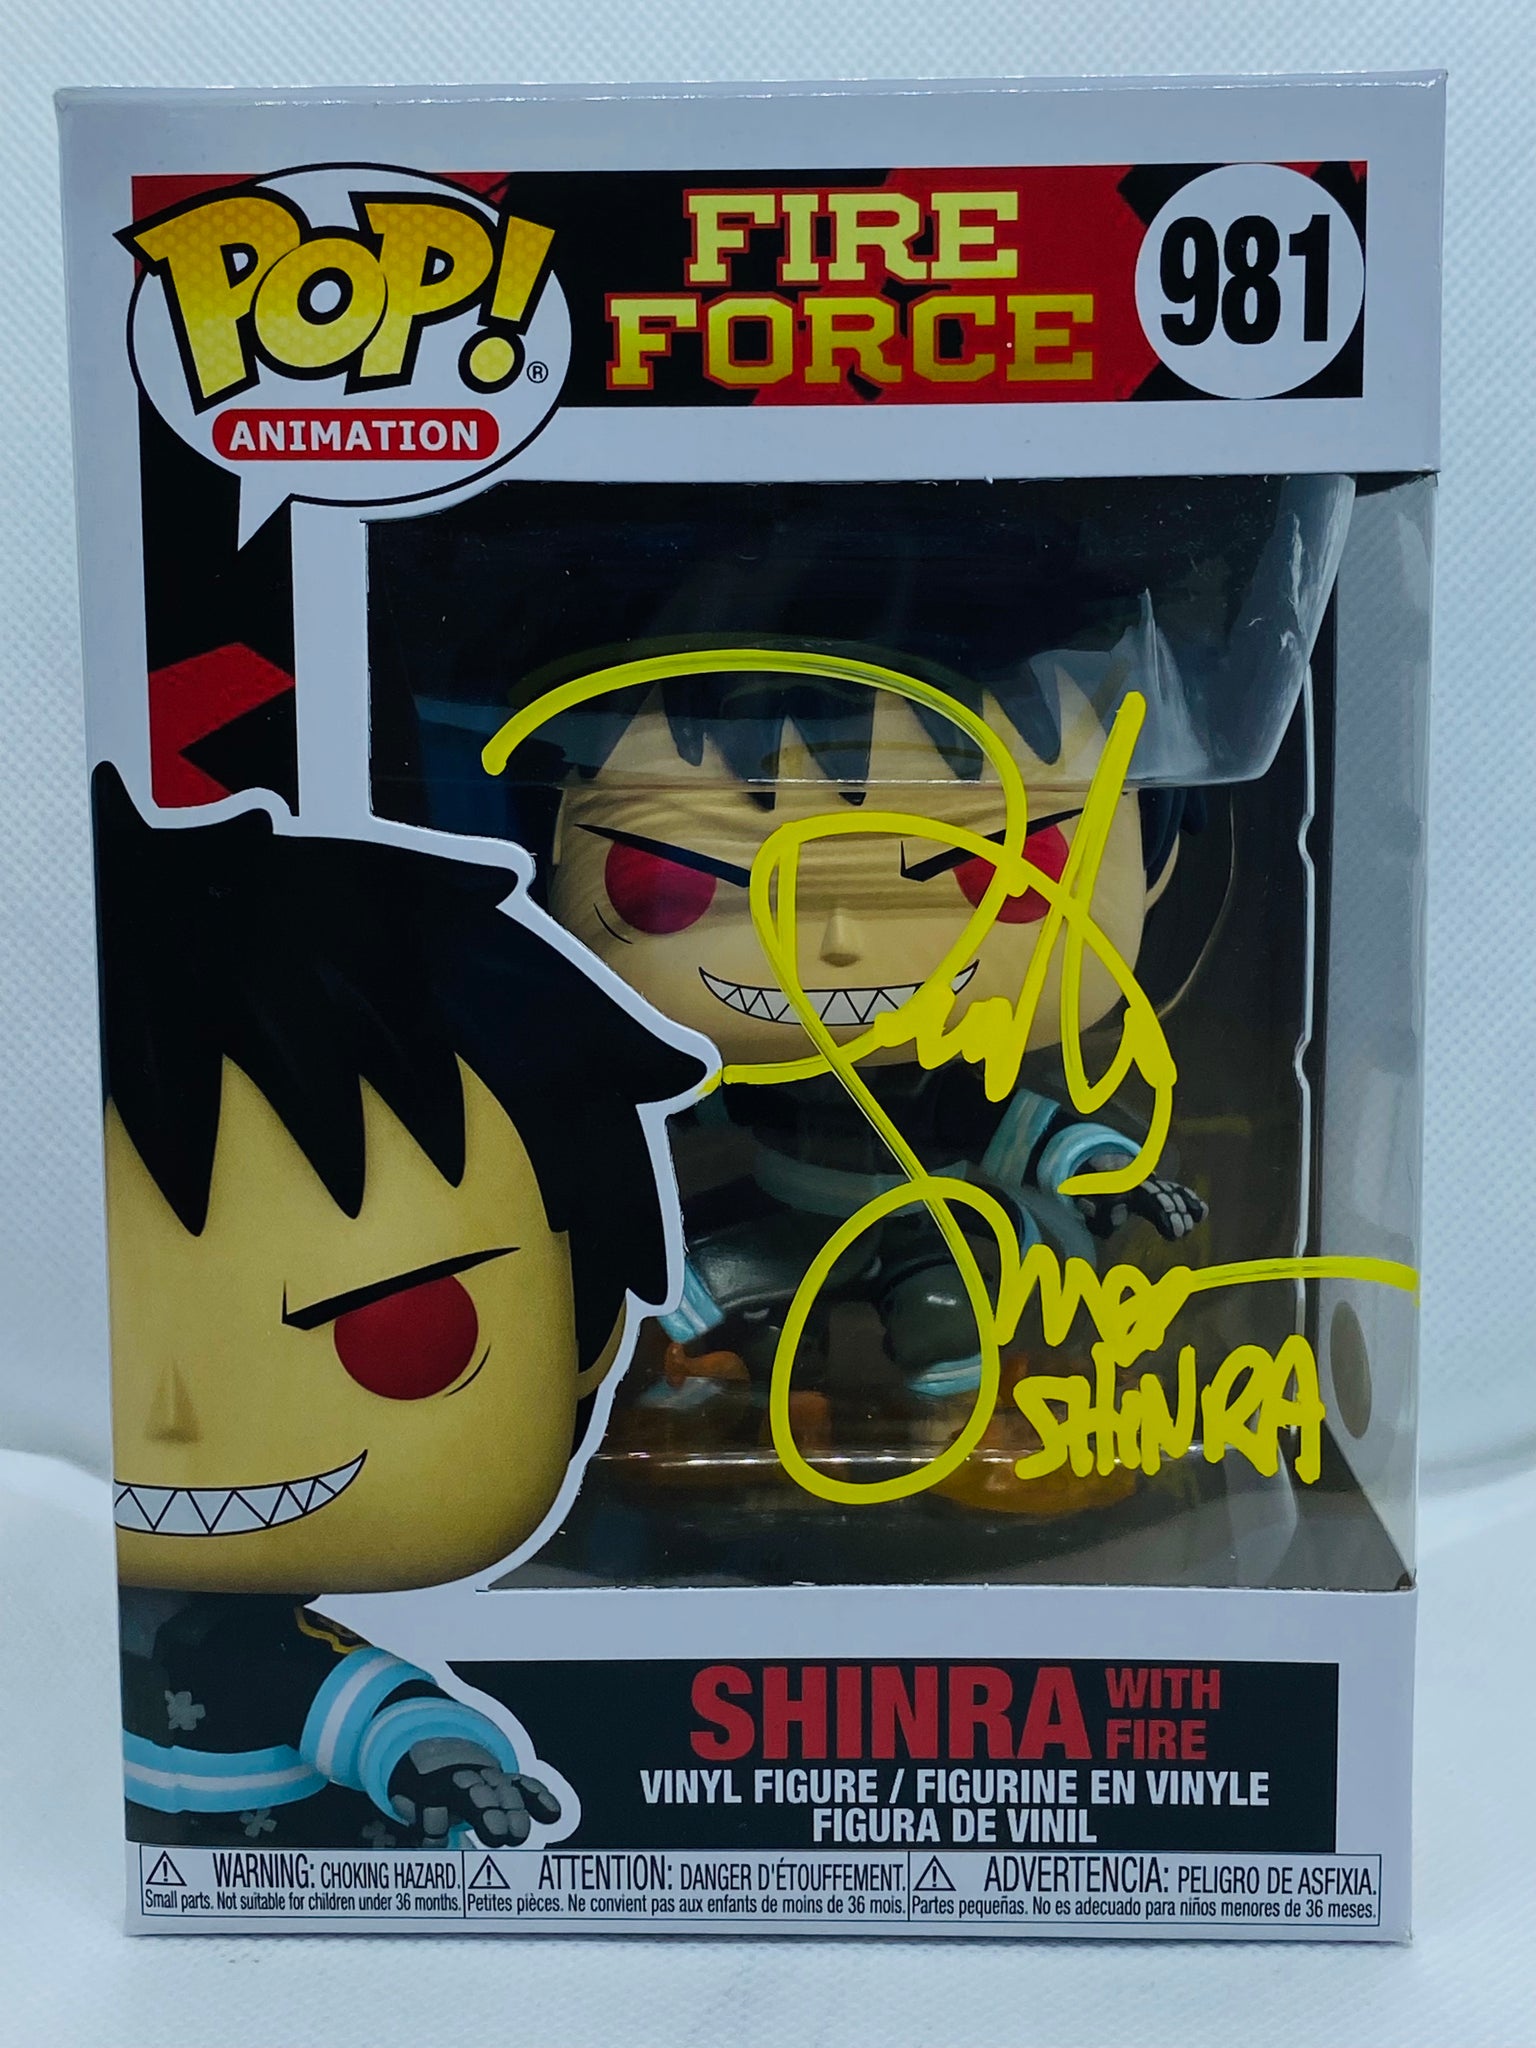 POP!®
ANIMATION
FIRE
FORCE
981
SHINRA
SHINRA WITH FIRE
VINYL FIGURE / FIGURINE EN VINYLE
FIGURA DE VINIL
WARNING: CHOKING HAZARD.
Small parts. Not suitable for children under 36 months.
ATTENTION: DANGER D'ÉTOUFFEMENT.
Petites pièces. Ne convient pas aux enfants de moins de 36 mois.
ADVERTENCIA: PELIGRO DE ASFIXIA.
Partes pequeñas. No es adecuado para niños menores de 36 meses.